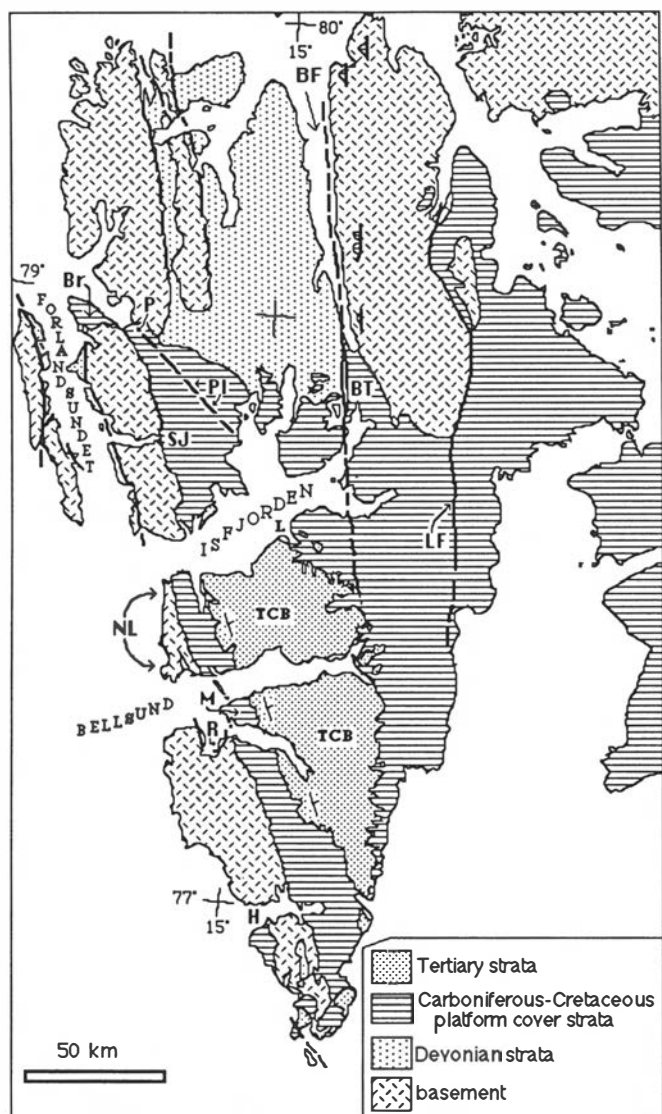 80°
15°
BF
79°
Br
P
FORLANDSUNDET
PI
BT
SJ
ISFJORDEN
L
LF
TCB
NL
M
BELLSUND
R
TCB
77°
15°
H
Tertiary strata
Carboniferous-Cretaceous
platform cover strata
Devonian strata
basement
50 km